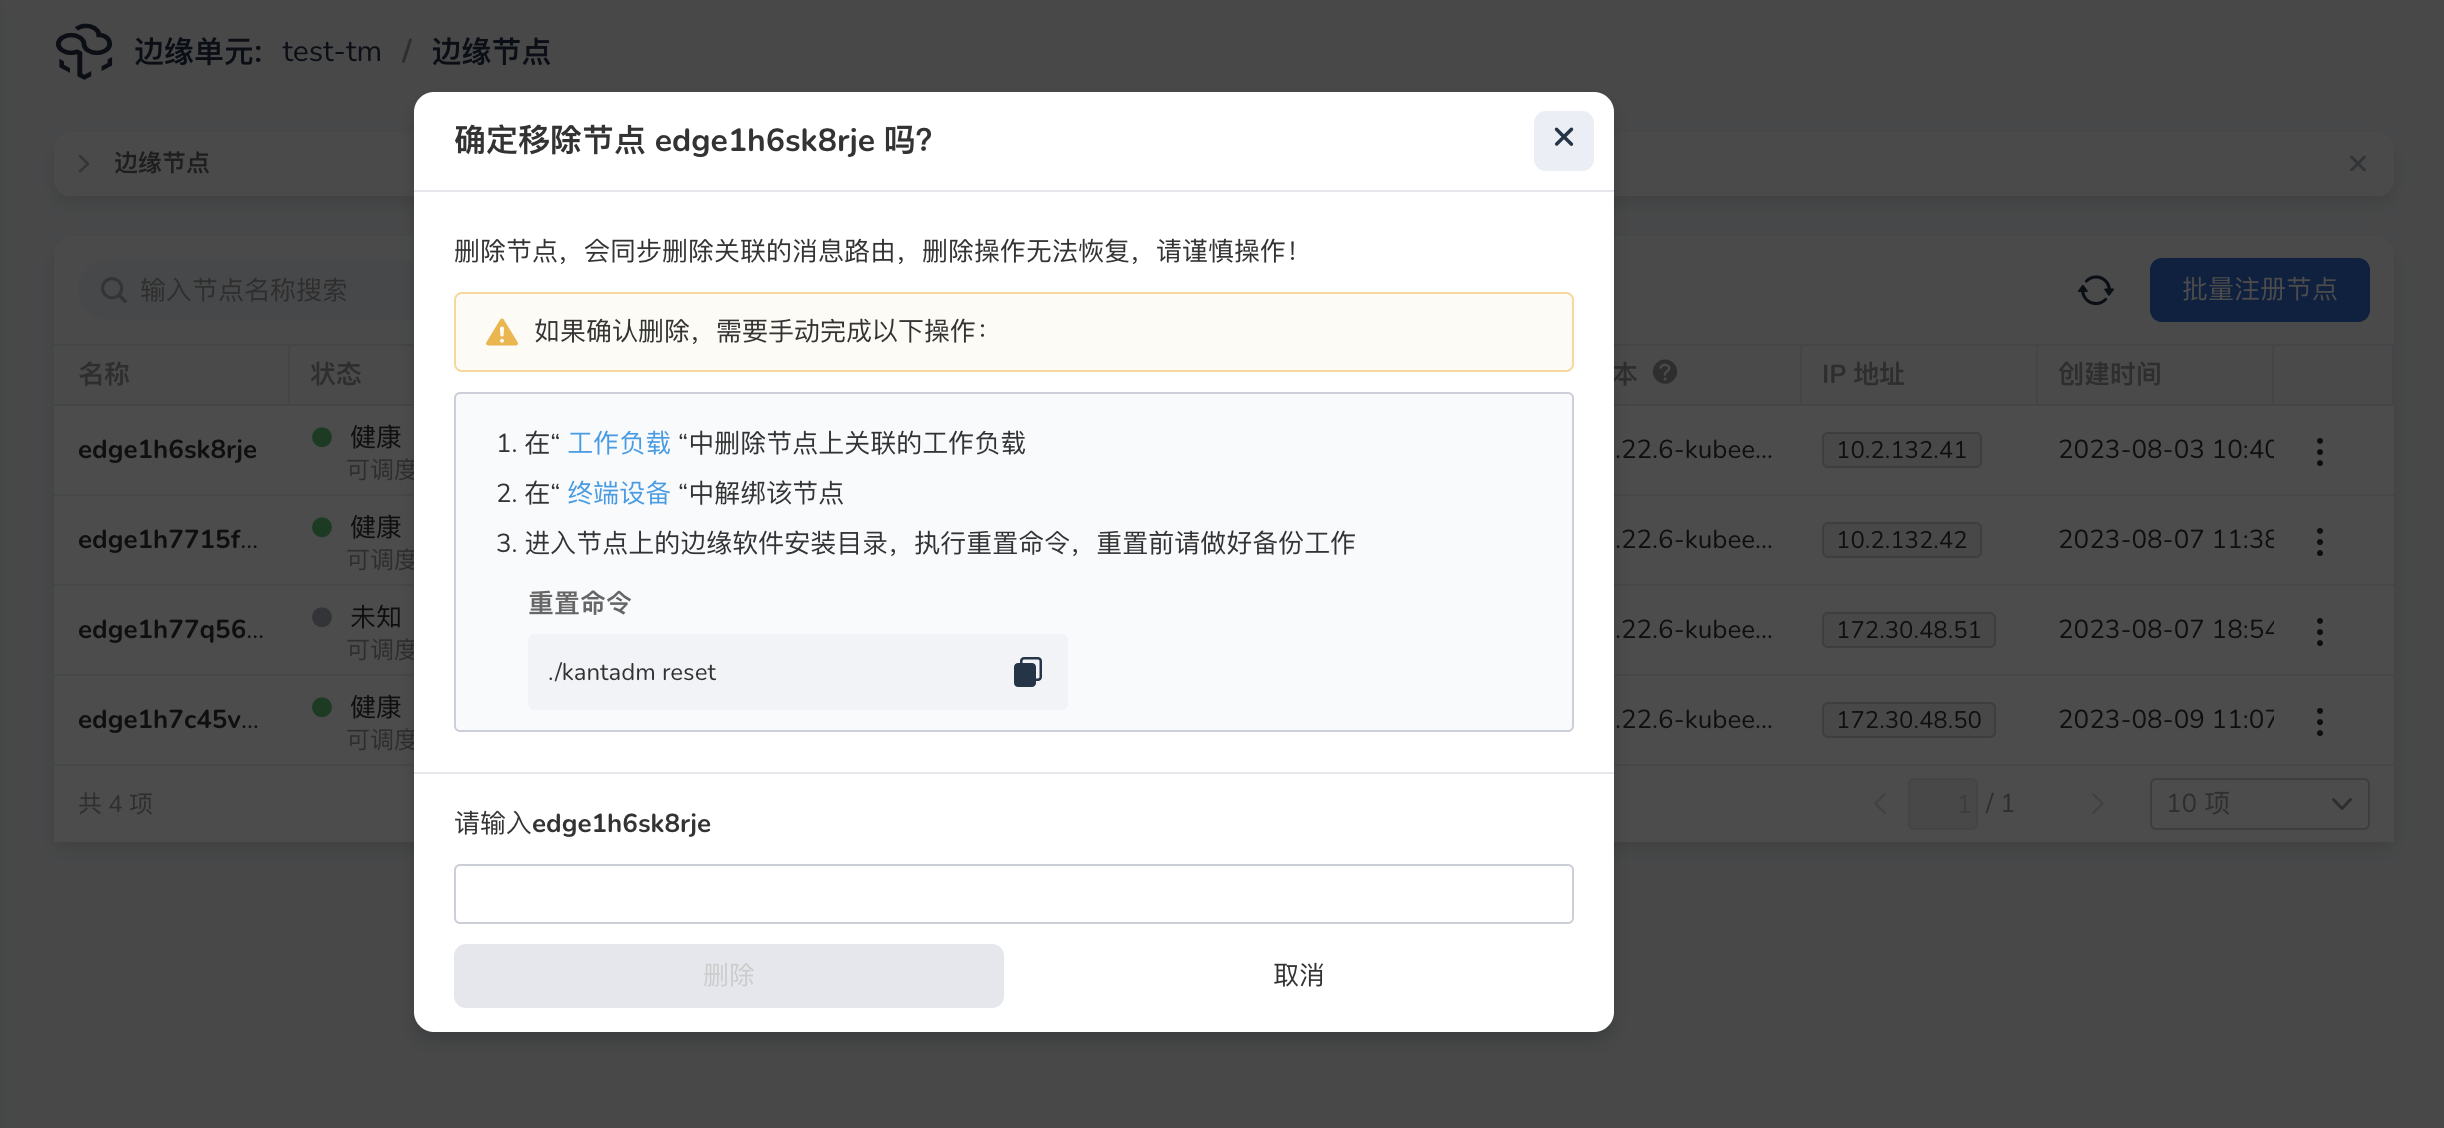 边缘单元: test-tm / 边缘节点
边缘节点
输入节点名称搜索
批量注册节点
名称 状态 本 IP 地址 创建时间
edge1h6sk8rje 健康 .22.6-kubee... 10.2.132.41 2023-08-03 10:40
可调度
edge1h7715f... 健康 .22.6-kubee... 10.2.132.42 2023-08-07 11:38
可调度
edge1h77q56... 未知 .22.6-kubee... 172.30.48.51 2023-08-07 18:54
可调度
edge1h7c45v... 健康 .22.6-kubee... 172.30.48.50 2023-08-09 11:07
可调度
共 4 项 1 / 1 10 项
确定移除节点 edge1h6sk8rje 吗?
删除节点，会同步删除关联的消息路由，删除操作无法恢复，请谨慎操作！
如果确认删除，需要手动完成以下操作：
1. 在“ 工作负载 “中删除节点上关联的工作负载
2. 在“ 终端设备 “中解绑该节点
3. 进入节点上的边缘软件安装目录，执行重置命令，重置前请做好备份工作
重置命令
./kantadm reset
请输入edge1h6sk8rje
删除 取消